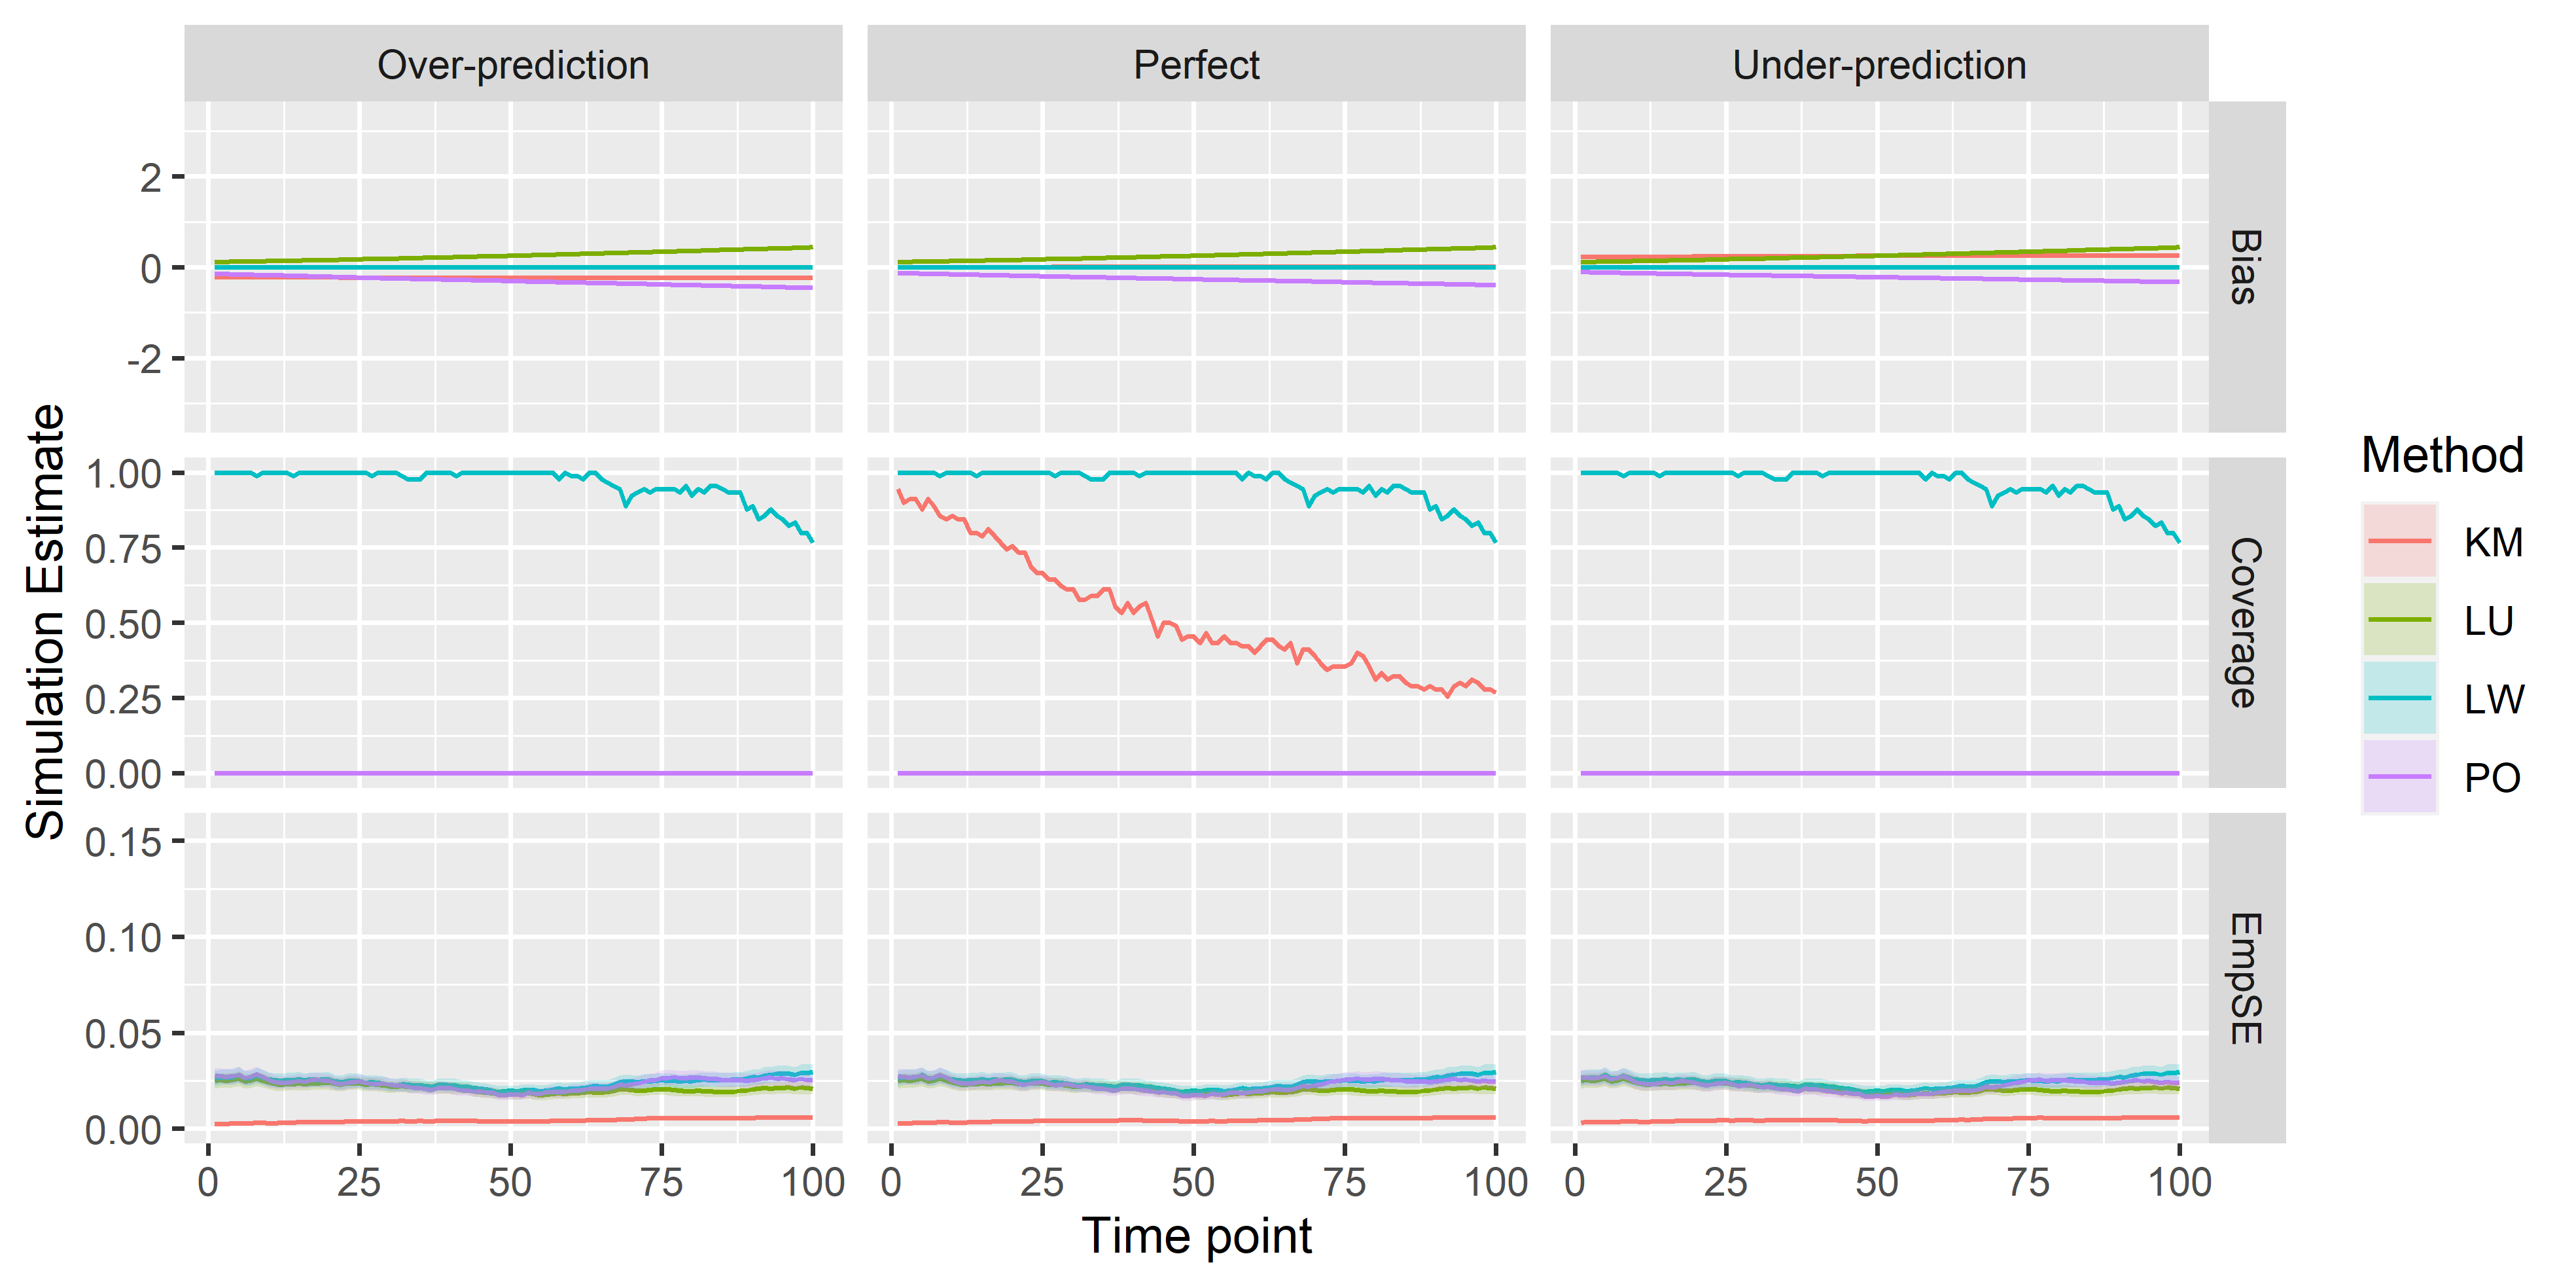 Over-prediction
Perfect
Under-prediction
2
0
-2
Bias
1.00
0.75
0.50
0.25
0.00
Coverage
0.15
0.10
0.05
0.00
EmpSE
0 25 50 75 100
0 25 50 75 100
0 25 50 75 100
Time point
Simulation Estimate
Method
KM
LU
LW
PO